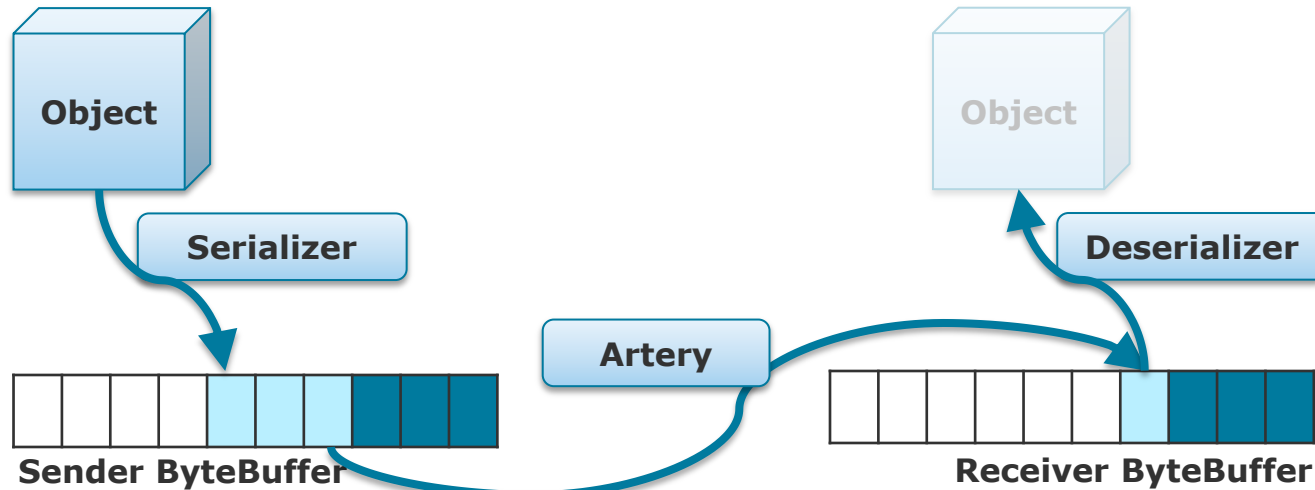 Object
Object
Serializer
Deserializer
Artery
Sender ByteBuffer
Receiver ByteBuffer